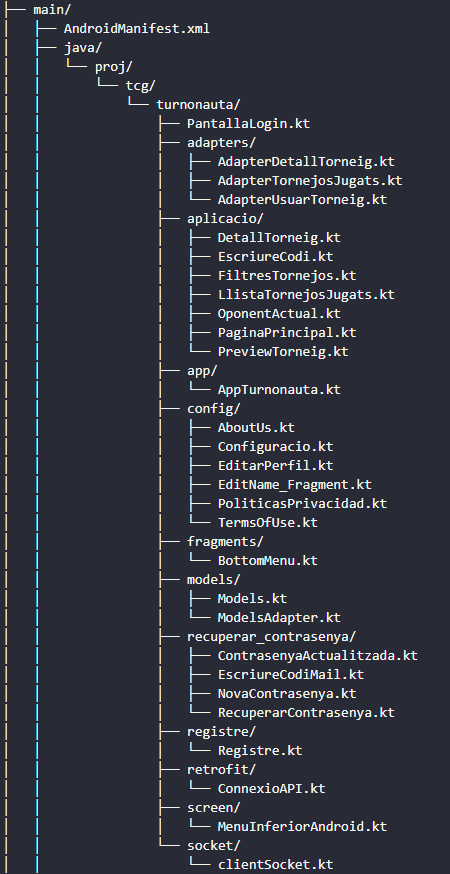 ├── main/
│   ├── AndroidManifest.xml
│   ├── java/
│   │   └── proj/
│   │       └── tcg/
│   │           └── turnonauta/
│   │               ├── PantallaLogin.kt
│   │               ├── adapters/
│   │               │   ├── AdapterDetallTorneig.kt
│   │               │   ├── AdapterTornejosJugats.kt
│   │               │   └── AdapterUsuarTorneig.kt
│   │               ├── aplicacio/
│   │               │   ├── DetallTorneig.kt
│   │               │   ├── EscriureCodi.kt
│   │               │   ├── FiltresTornejos.kt
│   │               │   ├── LlistaTornejosJugats.kt
│   │               │   ├── OponentActual.kt
│   │               │   ├── PaginaPrincipal.kt
│   │               │   └── PreviewTorneig.kt
│   │               ├── app/
│   │               │   └── AppTurnonauta.kt
│   │               ├── config/
│   │               │   ├── AboutUs.kt
│   │               │   ├── Configuracio.kt
│   │               │   ├── EditarPerfil.kt
│   │               │   ├── EditName_Fragment.kt
│   │               │   ├── PoliticasPrivacidad.kt
│   │               │   └── TermsOfUse.kt
│   │               ├── fragments/
│   │               │   └── BottomMenu.kt
│   │               ├── models/
│   │               │   ├── Models.kt
│   │               │   └── ModelsAdapter.kt
│   │               ├── recuperar_contrasenya/
│   │               │   ├── ContrasenyaActualitzada.kt
│   │               │   ├── EscriureCodiMail.kt
│   │               │   ├── NovaContrasenya.kt
│   │               │   └── RecuperarContrasenya.kt
│   │               ├── registre/
│   │               │   └── Registre.kt
│   │               ├── retrofit/
│   │               │   └── ConnexioAPI.kt
│   │               ├── screen/
│   │               │   └── MenuInferiorAndroid.kt
│   │               └── socket/
│   │                   └── clientSocket.kt